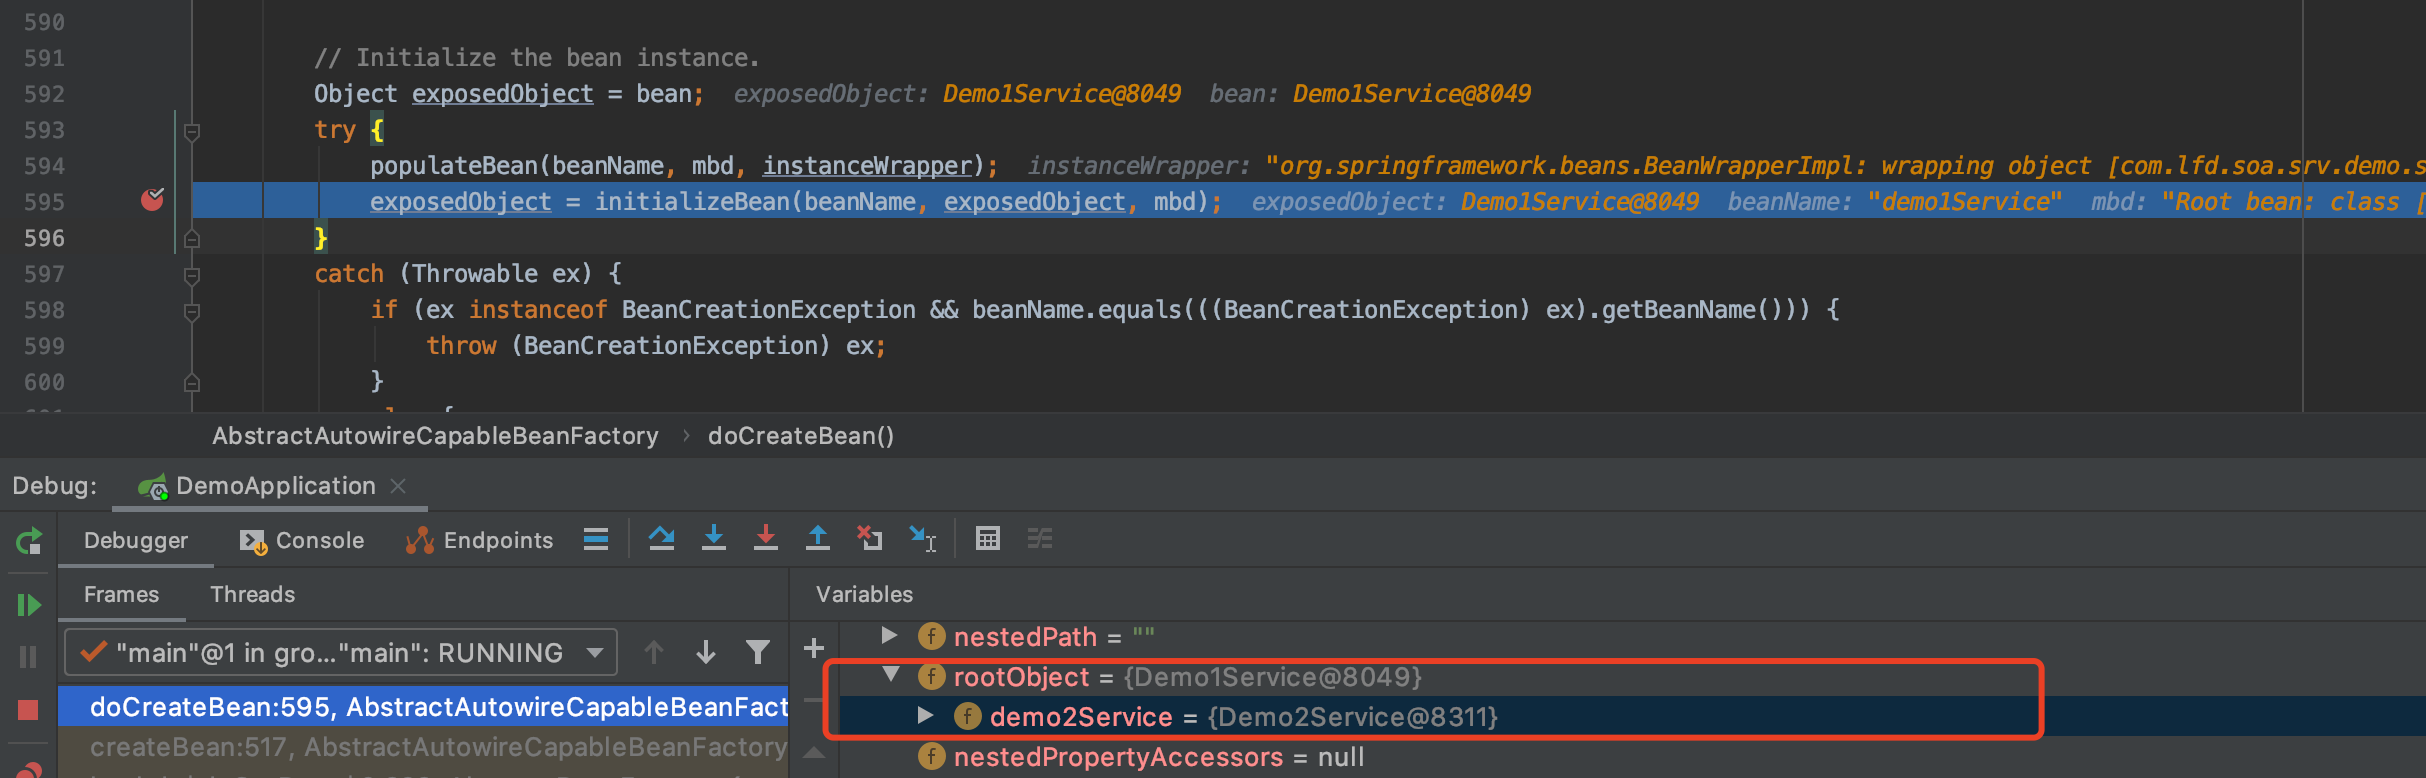 590
591 // Initialize the bean instance.
592 Object exposedObject = bean; exposedObject: Demo1Service@8049 bean: Demo1Service@8049
593 try {
594 populateBean(beanName, mbd, instanceWrapper); instanceWrapper: "org.springframework.beans.BeanWrapperImpl: wrapping object [com.lfd.soa.srv.demo.s
595 exposedObject = initializeBean(beanName, exposedObject, mbd); exposedObject: Demo1Service@8049 beanName: "demo1Service" mbd: "Root bean: class [
596 }
597 catch (Throwable ex) {
598 if (ex instanceof BeanCreationException && beanName.equals(((BeanCreationException) ex).getBeanName())) {
599 throw (BeanCreationException) ex;
600 }
AbstractAutowireCapableBeanFactory › doCreateBean()
Debug: DemoApplication
Debugger Console Endpoints
Frames Threads Variables
"main"@1 in gro..."main": RUNNING
nestedPath = ""
rootObject = {Demo1Service@8049}
doCreateBean:595, AbstractAutowireCapableBeanFact
demo2Service = {Demo2Service@8311}
createBean:517, AbstractAutowireCapableBeanFactory
nestedPropertyAccessors = null